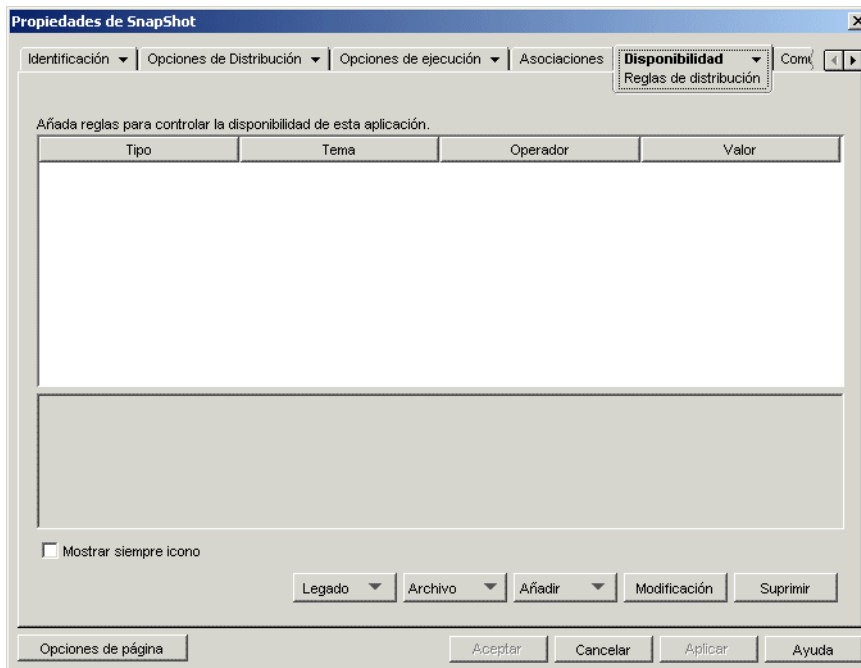 Propiedades de SnapShot
Identificación Opciones de Distribución Opciones de ejecución Asociaciones Disponibilidad
Reglas de distribución
Añada reglas para controlar la disponibilidad de esta aplicación.
Tipo Tema Operador Valor
Mostrar siempre icono
Legado Archivo Añadir Modificación Suprimir
Opciones de página Aceptar Cancelar Aplicar Ayuda